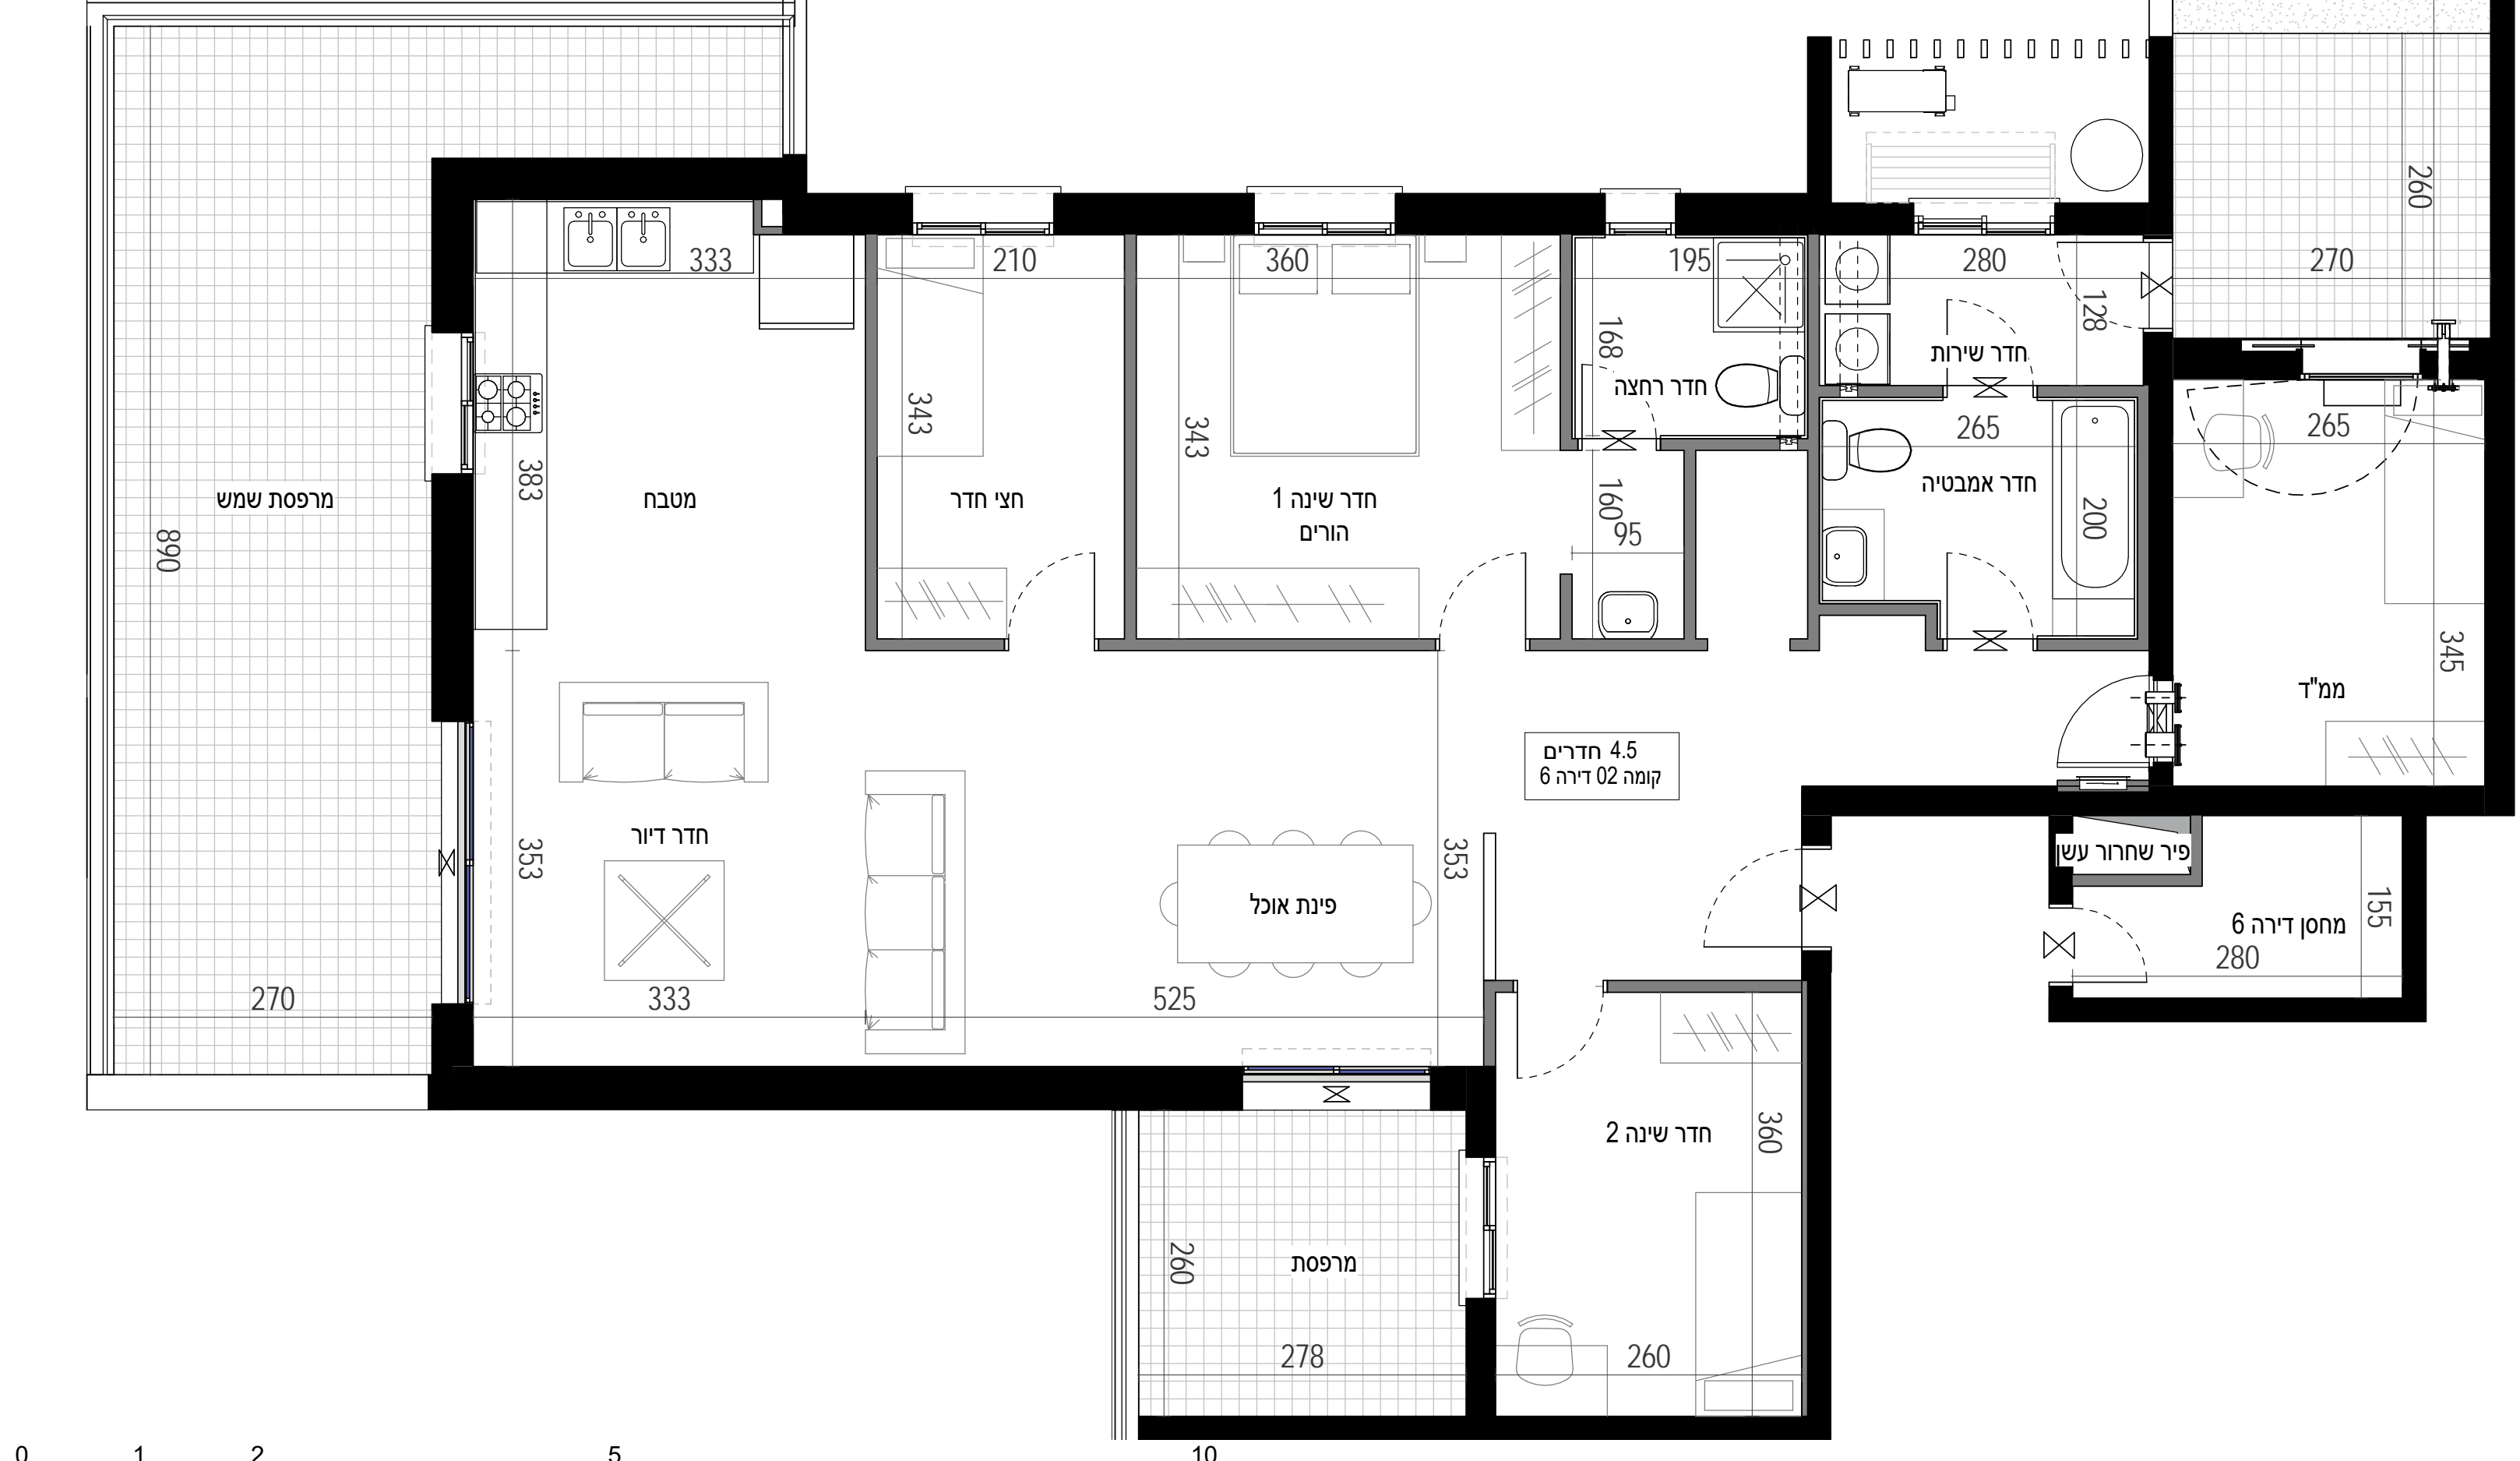 260
333
210
360
195
280
270
128
168
חדר שירות
חדר רחצה
343
343
265
265
383
מרפסת שמש
מטבח
חצי חדר
חדר שינה 1
הורים
160
95
חדר אמבטיה
200
890
345
ממ"ד
4.5 חדרים
קומה 02 דירה 6
חדר דיור
353
353
פינת אוכל
פיר שחרור עשן
155
מחסן דירה 6
280
270
333
525
חדר שינה 2
360
מרפסת
260
278
260
0 1 2 5 10